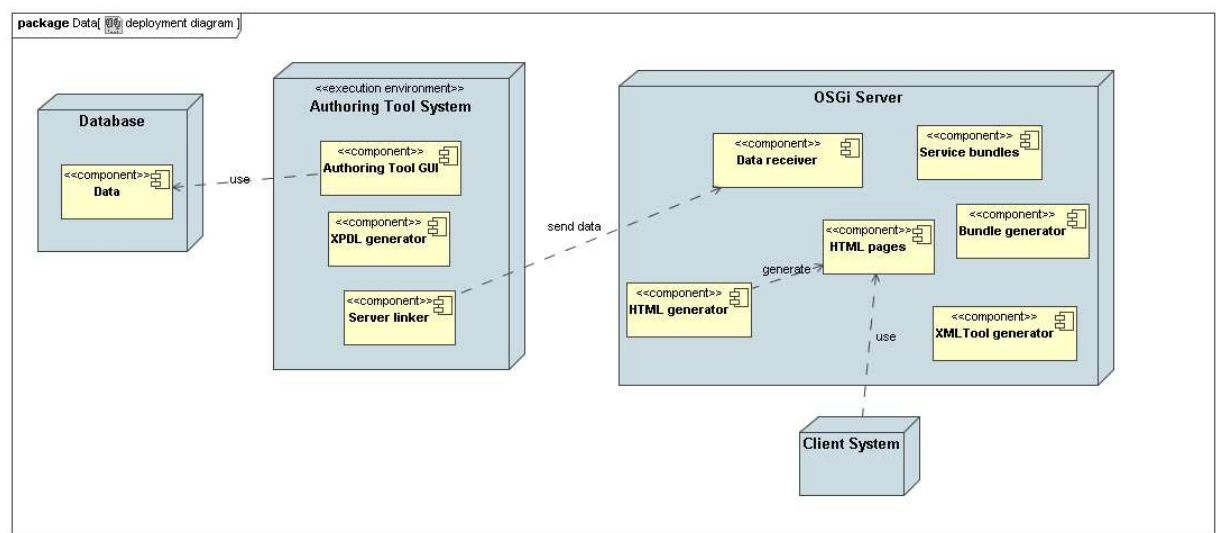 package Data[ deployment diagram ]
Database
<<component>>
Data
use
<<execution environment>>
Authoring Tool System
<<component>>
Authoring Tool GUI
<<component>>
XPDL generator
<<component>>
Server linker
send data
OSGi Server
<<component>>
Data receiver
<<component>>
Service bundles
<<component>>
HTML pages
<<component>>
Bundle generator
generate
<<component>>
HTML generator
<<component>>
XMLTool generator
use
Client System